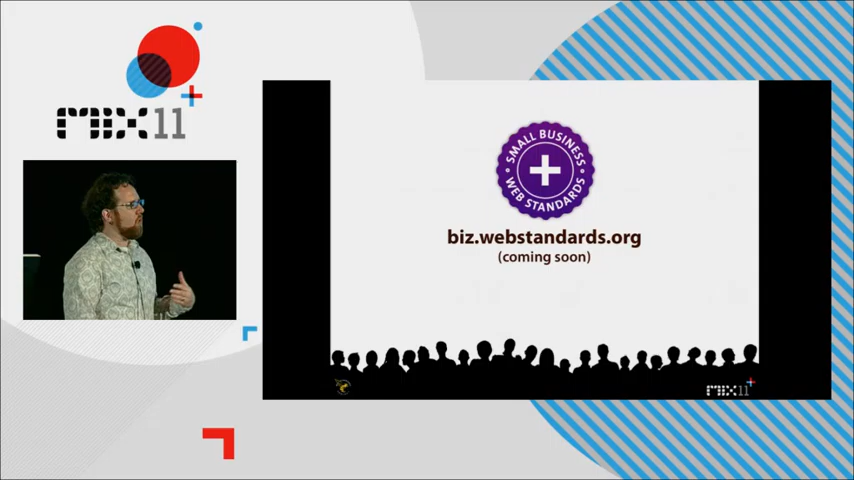 MIX11
SMALL BUSINESS
WEB STANDARDS
biz.webstandards.org
(coming soon)
MIX11